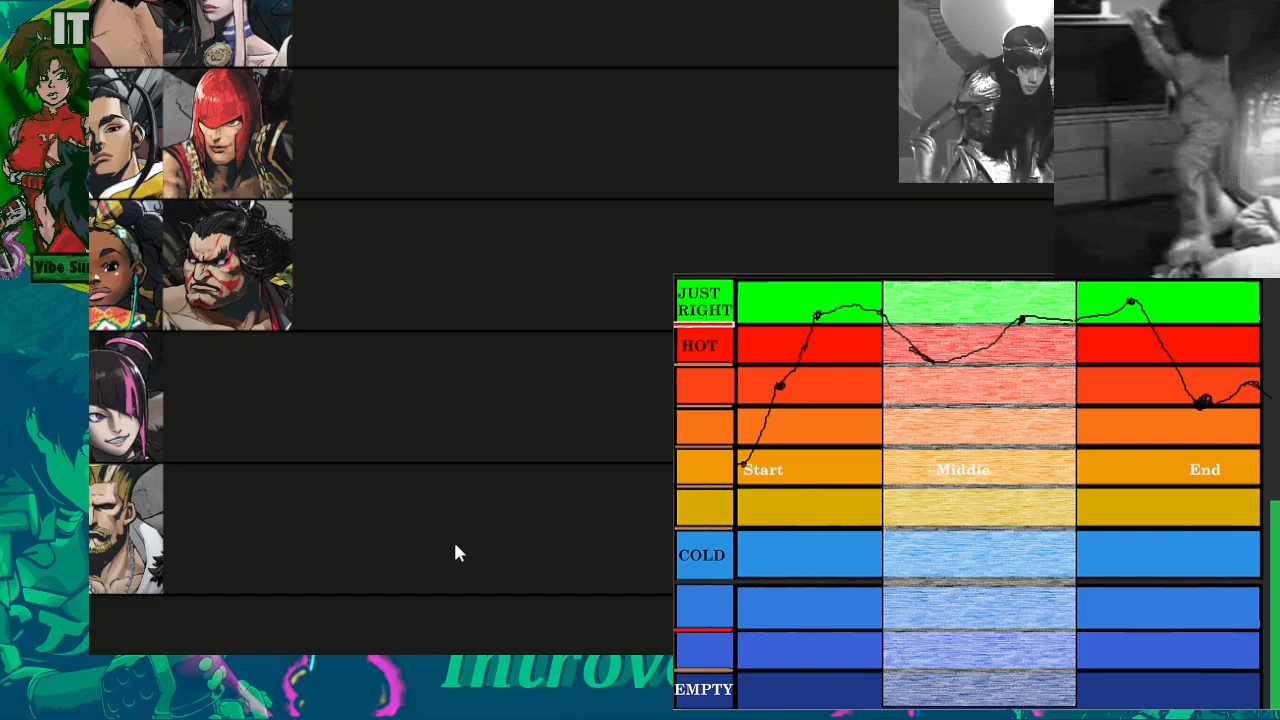 IT
Vibe Su
JUST
RIGHT
HOT
Start
Middle
End
COLD
EMPTY
Introve